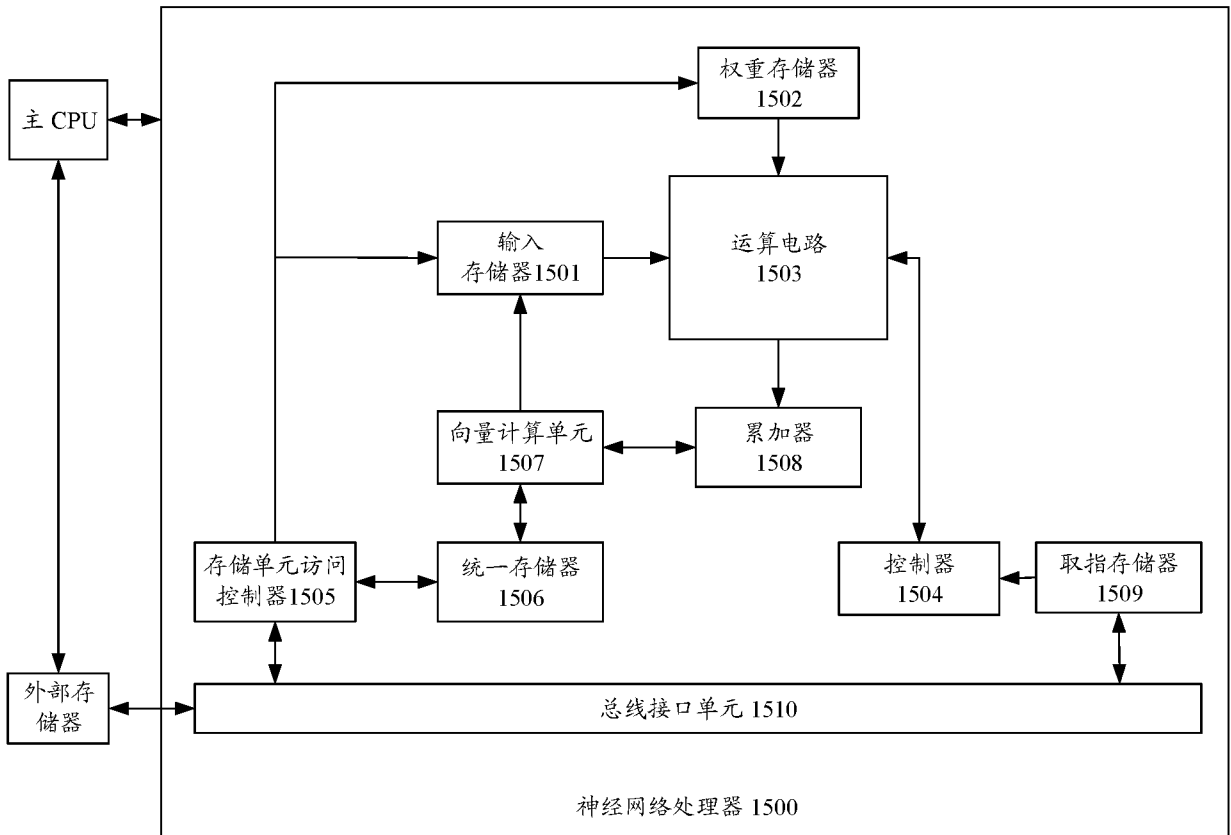 权重存储器
1502
主 CPU
输入
存储器1501
运算电路
1503
向量计算单元
1507
累加器
1508
存储单元访问
控制器1505
统一存储器
1506
控制器
1504
取指存储器
1509
外部存
储器
总线接口单元 1510
神经网络处理器 1500